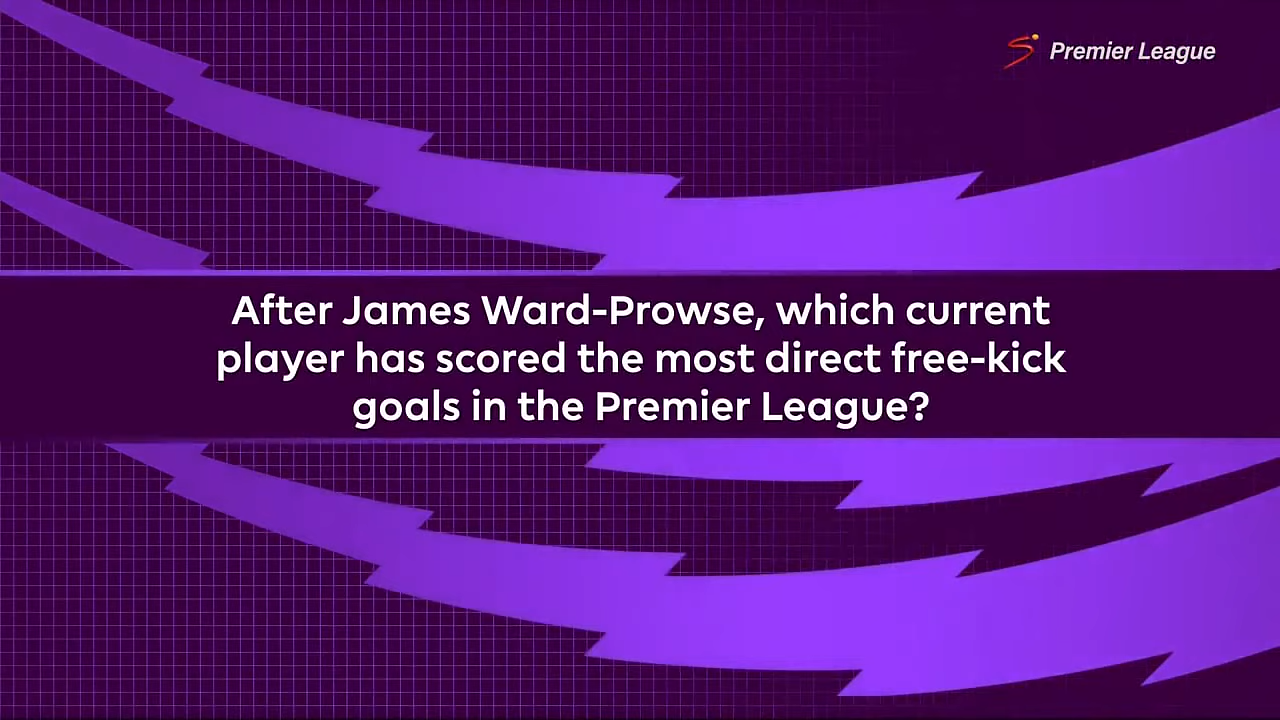 Premier League
After James Ward-Prowse, which current
player has scored the most direct free-kick
goals in the Premier League?